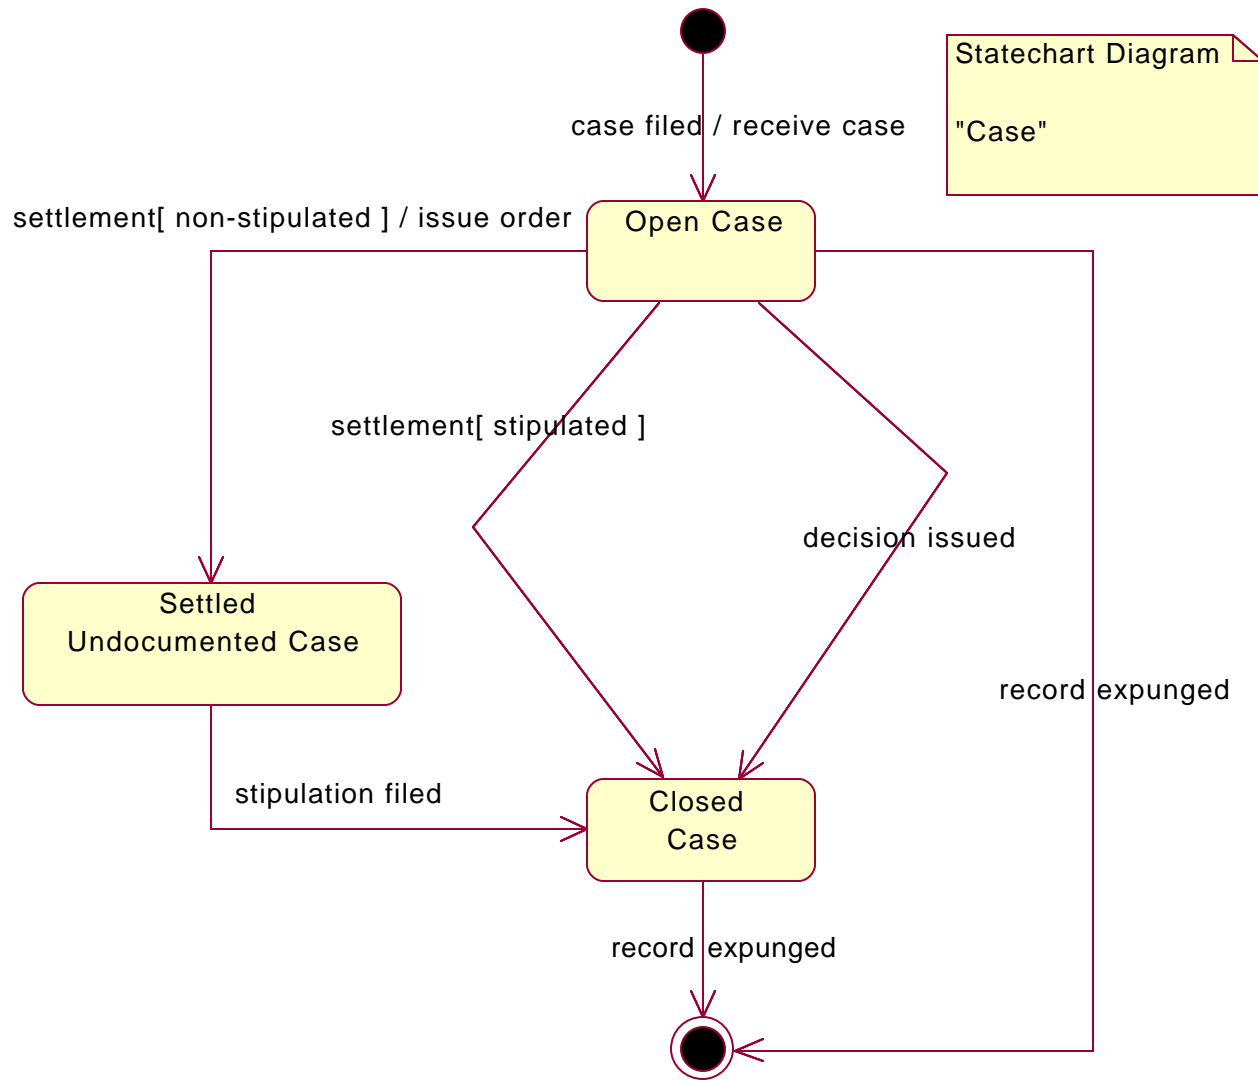 Statechart Diagram
"Case"
case filed / receive case
settlement[ non-stipulated ] / issue order
Open Case
settlement[ stipulated ]
decision issued
Settled
Undocumented Case
record expunged
stipulation filed
Closed
Case
record expunged